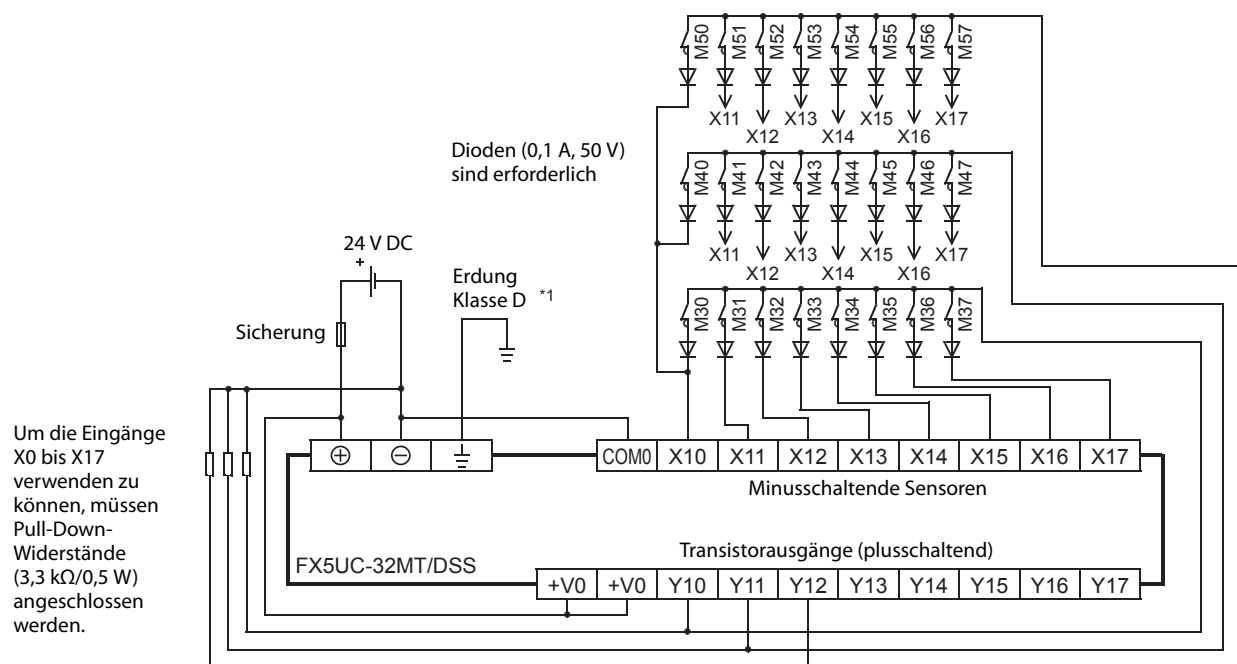 M50 M51 M52 M53 M54 M55 M56 M57
X11 X13 X15 X17
X12 X14 X16
Dioden (0,1 A, 50 V)
sind erforderlich
M40 M41 M42 M43 M44 M45 M46 M47
X11 X13 X15 X17
X12 X14 X16
24 V DC
+
Erdung
Klasse D *1
M30 M31 M32 M33 M34 M35 M36 M37
Sicherung
Um die Eingänge
X0 bis X17
verwenden zu
können, müssen
Pull-Down-
Widerstände
(3,3 kΩ/0,5 W)
angeschlossen
werden.
⊕ ⊖ COM0 X10 X11 X12 X13 X14 X15 X16 X17
Minusschaltende Sensoren
FX5UC-32MT/DSS
Transistorausgänge (plusschaltend)
+V0 +V0 Y10 Y11 Y12 Y13 Y14 Y15 Y16 Y17